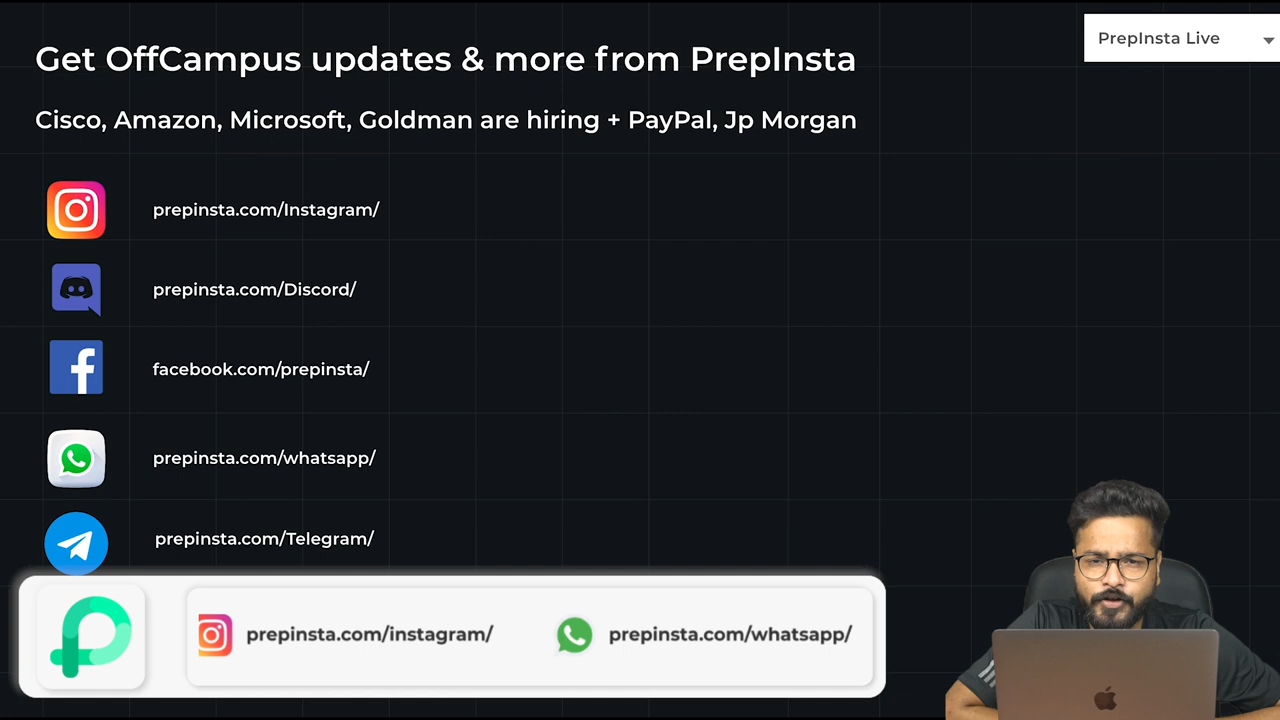 Get OffCampus updates & more from PrepInsta
PrepInsta Live
Cisco, Amazon, Microsoft, Goldman are hiring + PayPal, Jp Morgan
prepinsta.com/Instagram/
prepinsta.com/Discord/
facebook.com/prepinsta/
prepinsta.com/whatsapp/
prepinsta.com/Telegram/
prepinsta.com/instagram/
prepinsta.com/whatsapp/